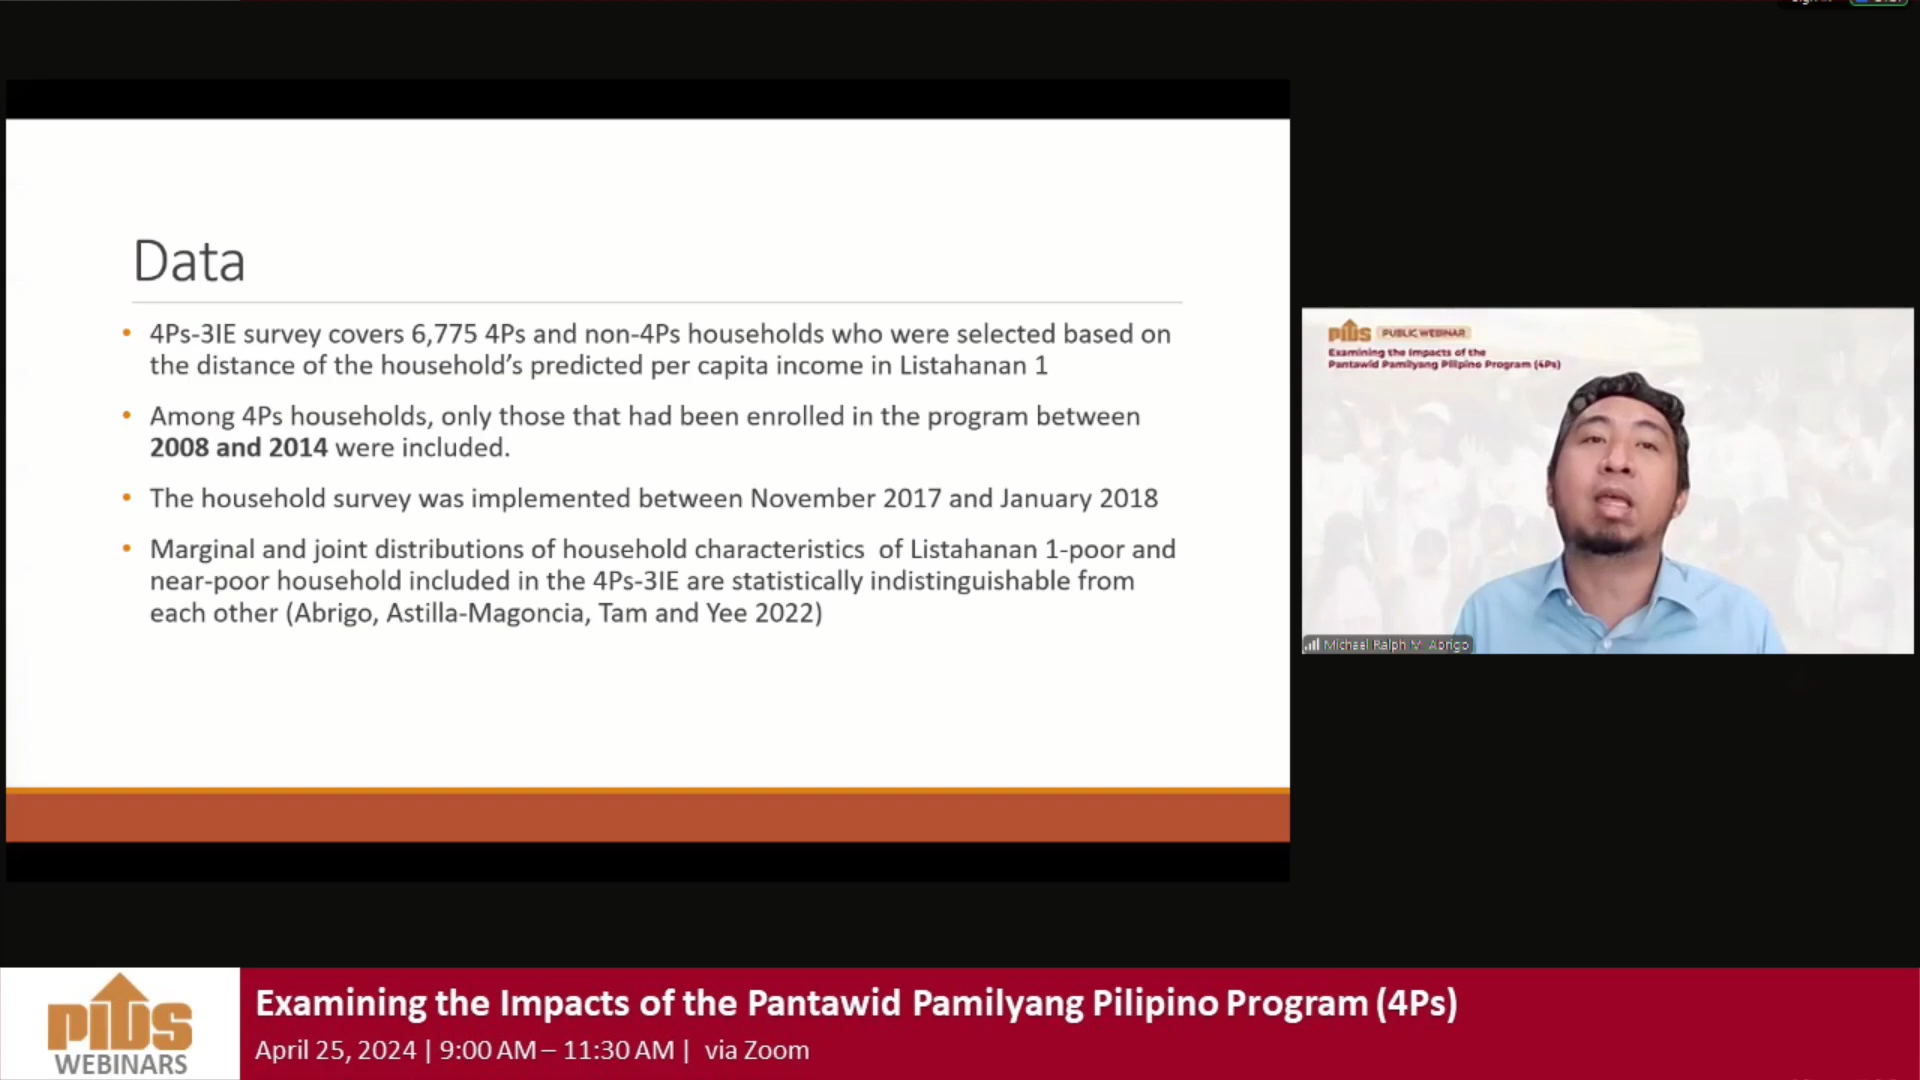 Data
• 4Ps-3IE survey covers 6,775 4Ps and non-4Ps households who were selected based on
the distance of the household's predicted per capita income in Listahanan 1
• Among 4Ps households, only those that had been enrolled in the program between
2008 and 2014 were included.
• The household survey was implemented between November 2017 and January 2018
• Marginal and joint distributions of household characteristics of Listahanan 1-poor and
near-poor household included in the 4Ps-3IE are statistically indistinguishable from
each other (Abrigo, Astilla-Magoncia, Tam and Yee 2022)
PIDS PUBLIC WEBINAR
Examining the Impacts of the
Pantawid Pamilyang Pilipino Program (4Ps)
Michael Ralph M. Abrigo
PIDS
WEBINARS
Examining the Impacts of the Pantawid Pamilyang Pilipino Program (4Ps)
April 25, 2024 | 9:00 AM – 11:30 AM | via Zoom